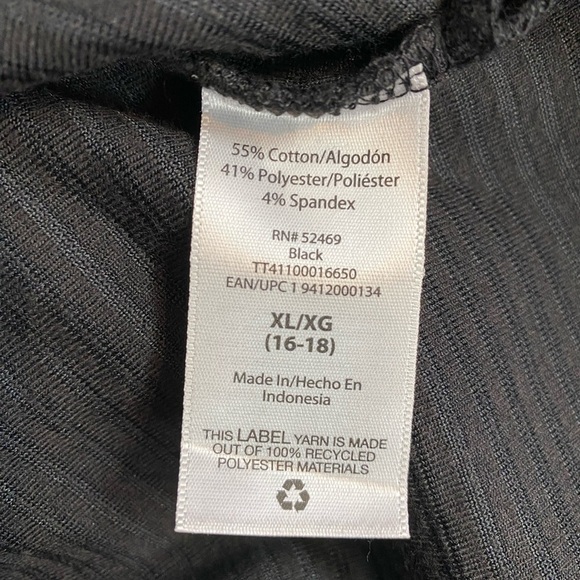 55% Cotton/Algodón
41% Polyester/Poliéster
4% Spandex
RN# 52469
Black
TT41100016650
EAN/UPC 1 9412000134
XL/XG
(16-18)
Made In/Hecho En
Indonesia
THIS LABEL YARN IS MADE
OUT OF 100% RECYCLED
POLYESTER MATERIALS